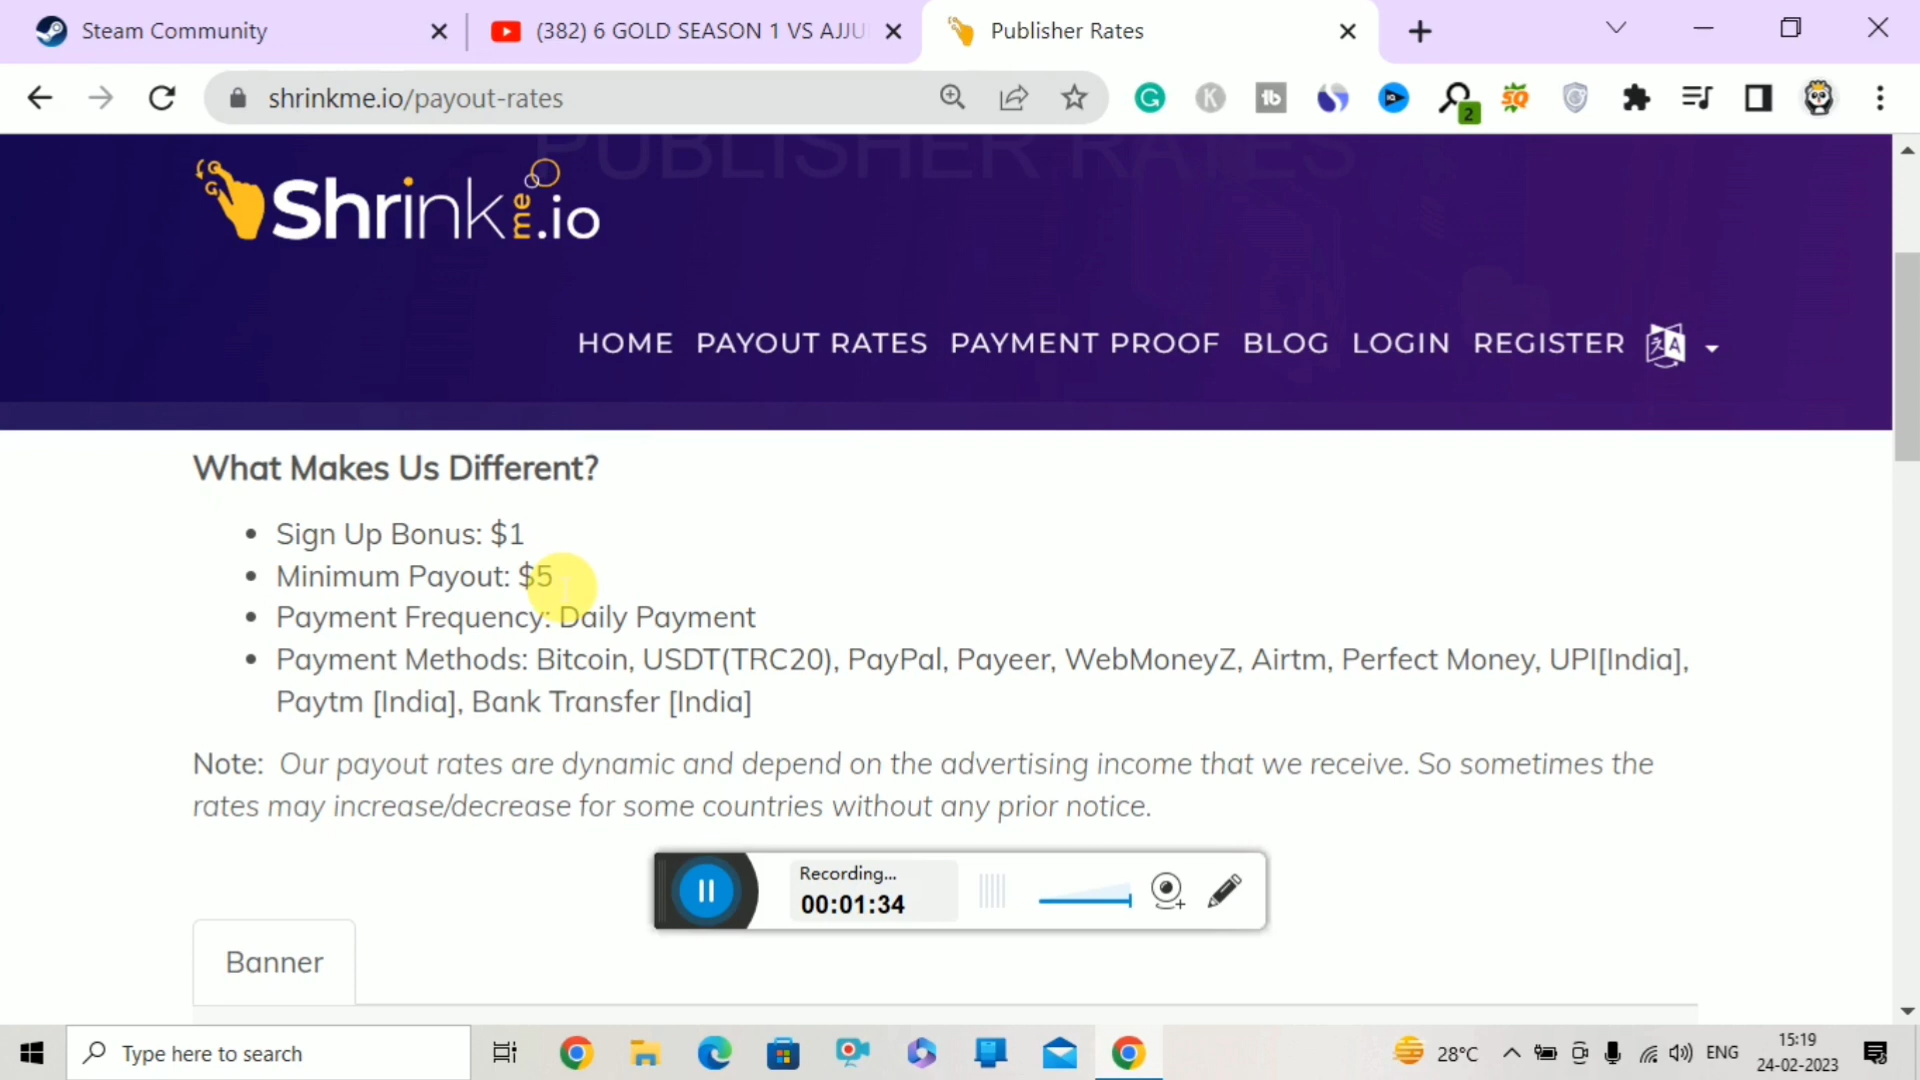 Steam Community
(382) 6 GOLD SEASON 1 VS AJJU
Publisher Rates
shrinkme.io/payout-rates
2
PUBLISHER RATES
Shrinkme.io
HOME PAYOUT RATES PAYMENT PROOF BLOG LOGIN REGISTER
What Makes Us Different?
Sign Up Bonus: $1
Minimum Payout: $5
Payment Frequency: Daily Payment
Payment Methods: Bitcoin, USDT(TRC20), PayPal, Payeer, WebMoneyZ, Airtm, Perfect Money, UPI[India],
Paytm [India], Bank Transfer [India]
Note: Our payout rates are dynamic and depend on the advertising income that we receive. So sometimes the
rates may increase/decrease for some countries without any prior notice.
Recording...
00:01:34
Banner
Type here to search
28°C
ENG
15:19
24-02-2023